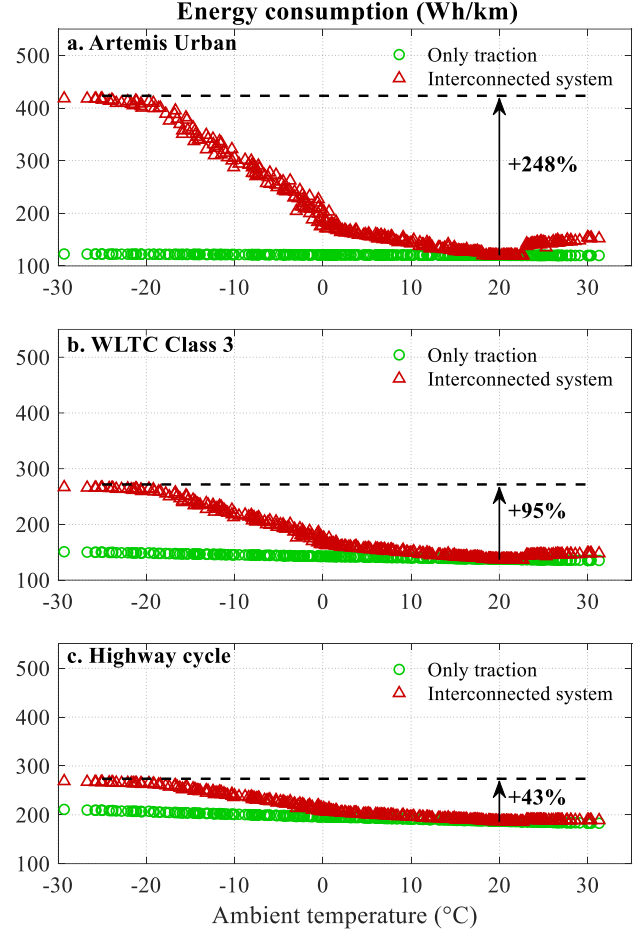 Energy consumption (Wh/km)
a. Artemis Urban
Only traction
Interconnected system
500
400
300
200
100
+248%
-30 -20 -10 0 10 20 30
b. WLTC Class 3
Only traction
Interconnected system
500
400
300
200
100
+95%
-30 -20 -10 0 10 20 30
c. Highway cycle
Only traction
Interconnected system
500
400
300
200
100
+43%
-30 -20 -10 0 10 20 30
Ambient temperature (°C)